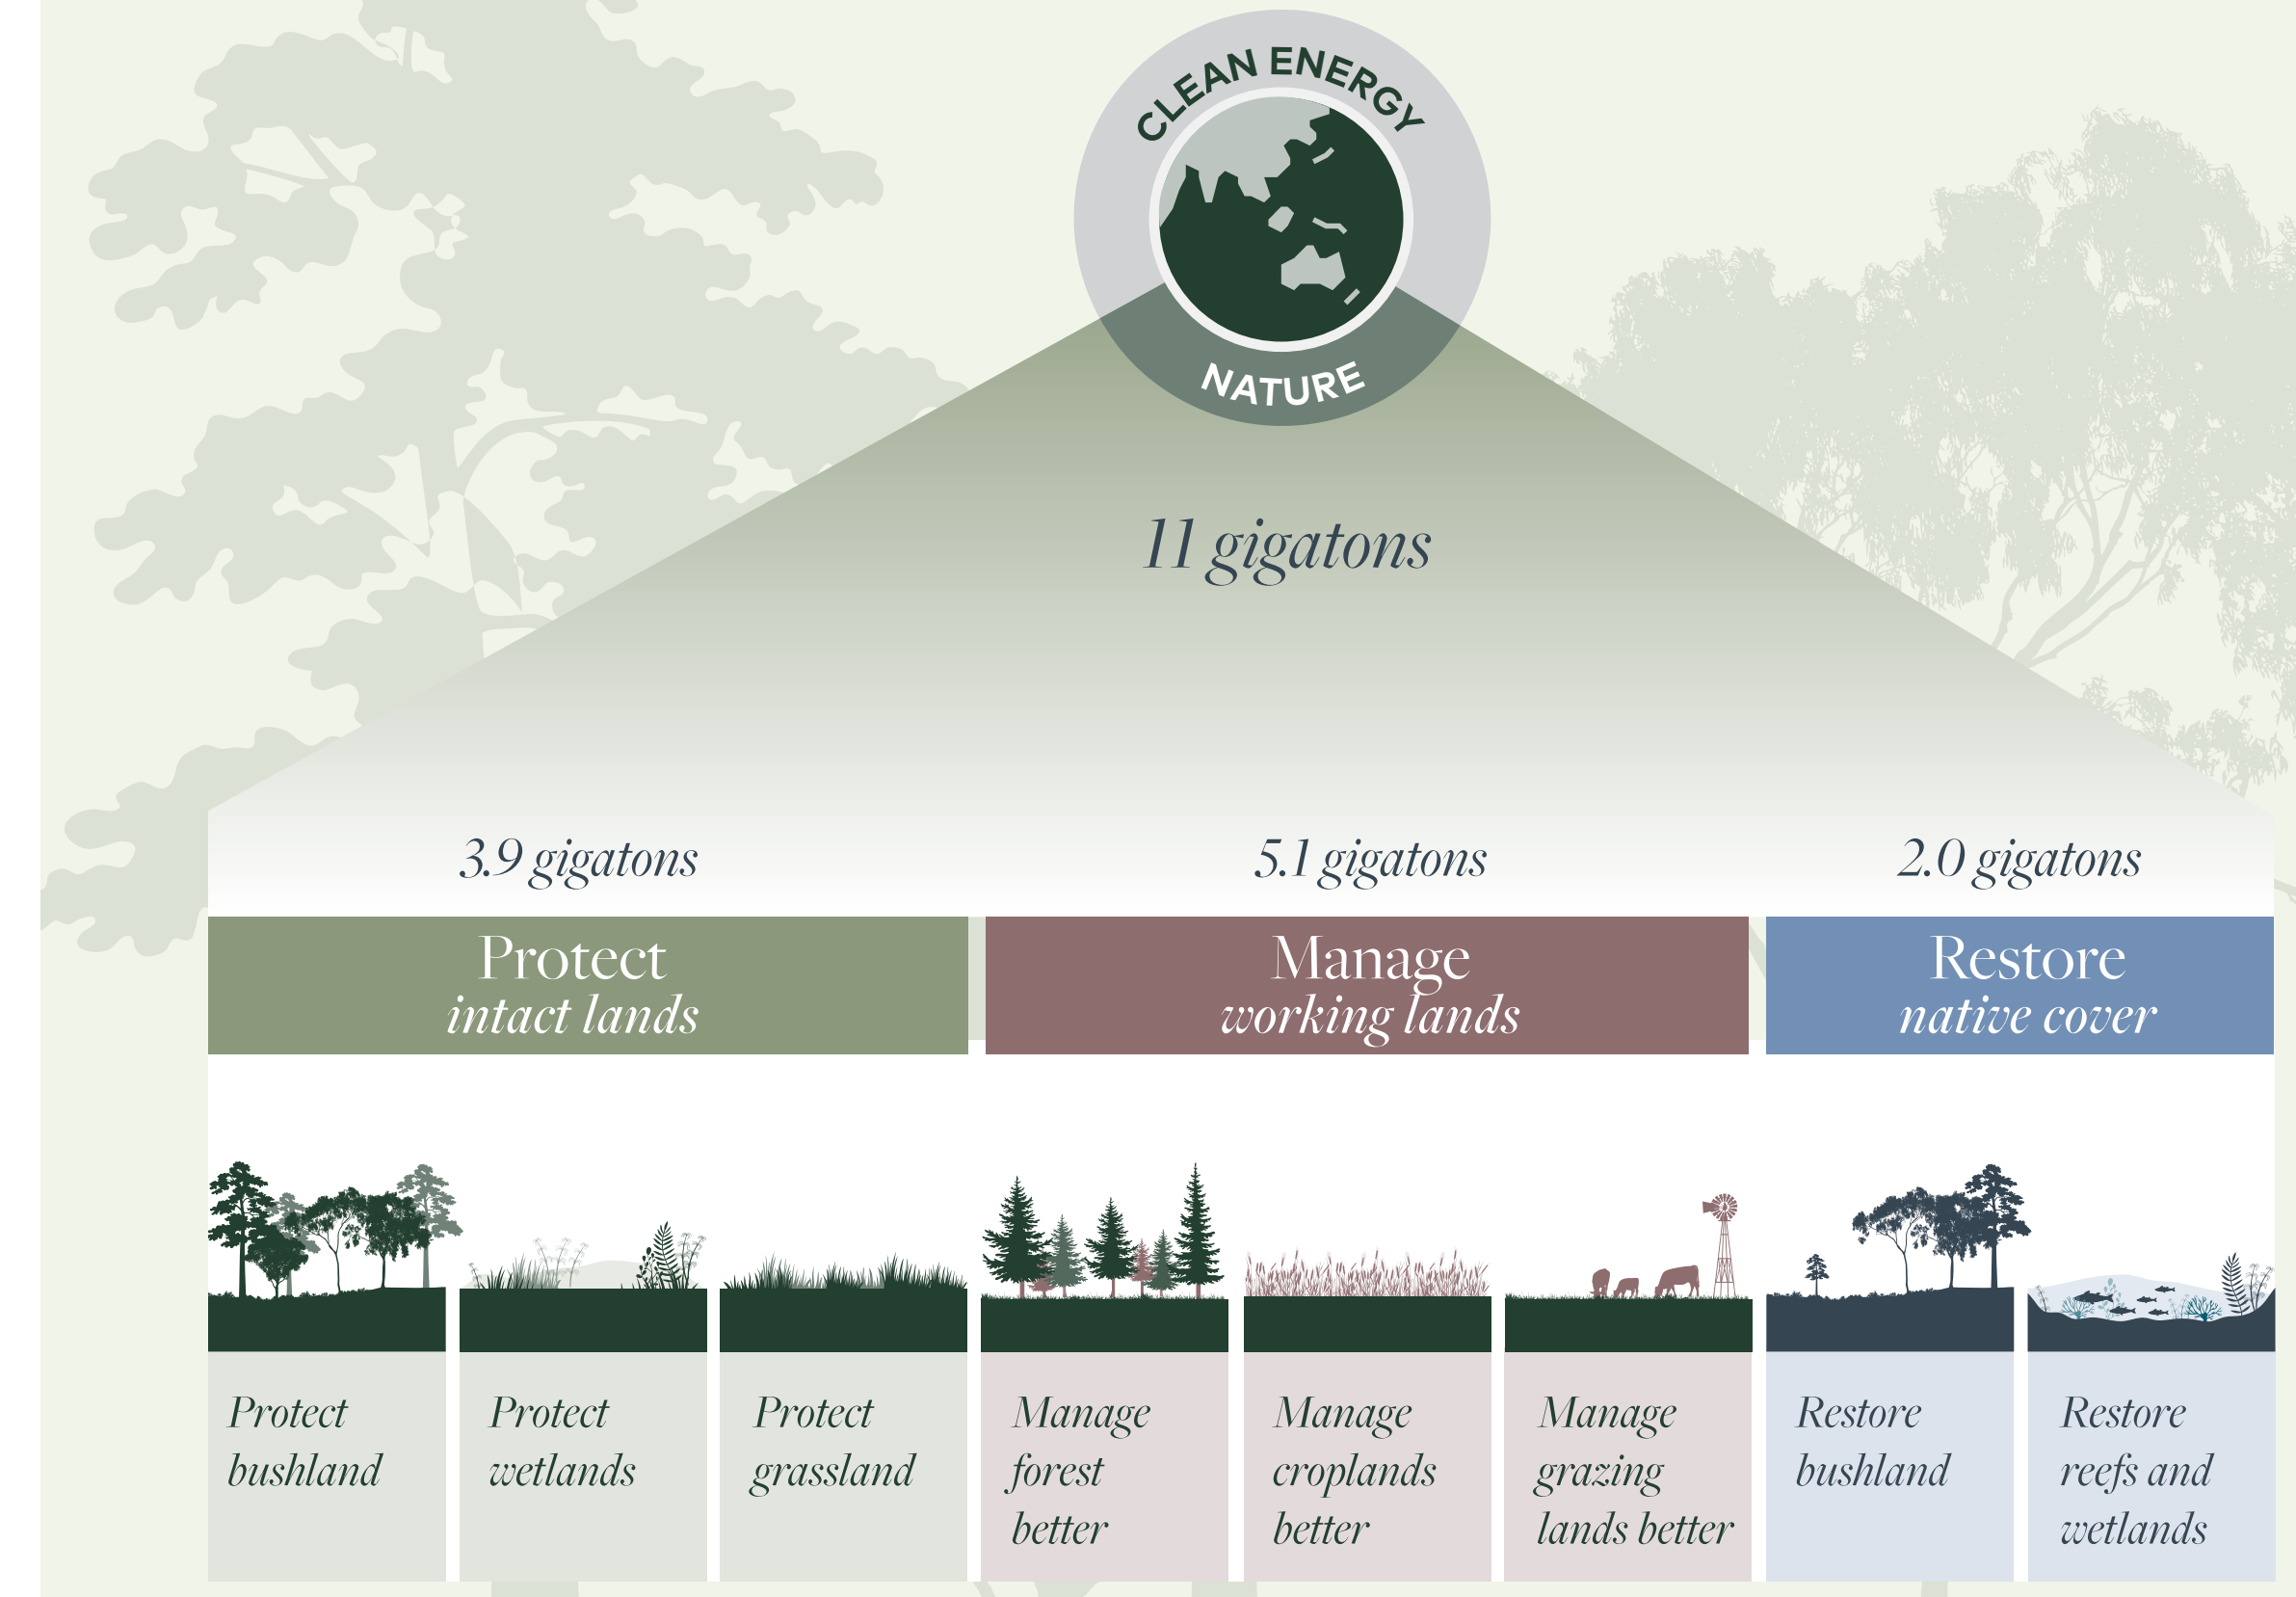 CLEAN ENERGY
NATURE
11 gigatons
3.9 gigatons
5.1 gigatons
2.0 gigatons
Protect
intact lands
Manage
working lands
Restore
native cover
Protect
bushland
Protect
wetlands
Protect
grassland
Manage
forest
better
Manage
croplands
better
Manage
grazing
lands better
Restore
bushland
Restore
reefs and
wetlands